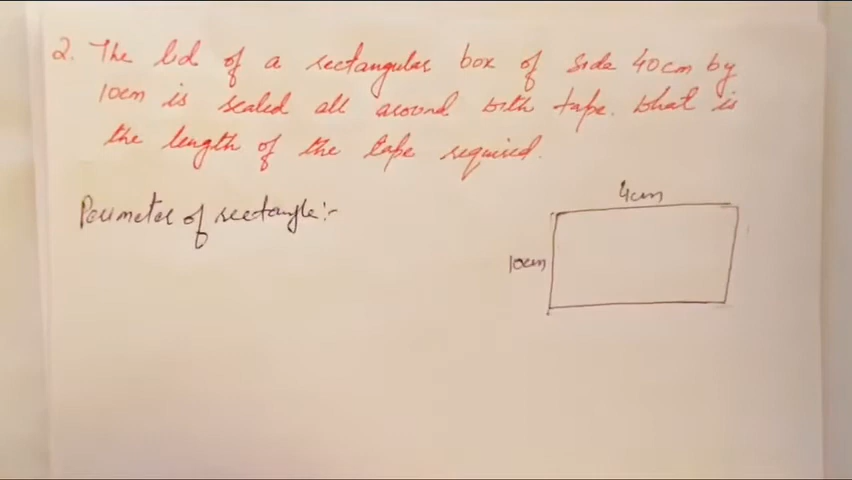 2. The lid of a rectangular box of side 40cm by
10cm is sealed all around with tape. what is
the length of the tape required.
Perimeter of rectangle:-
4cm
10cm